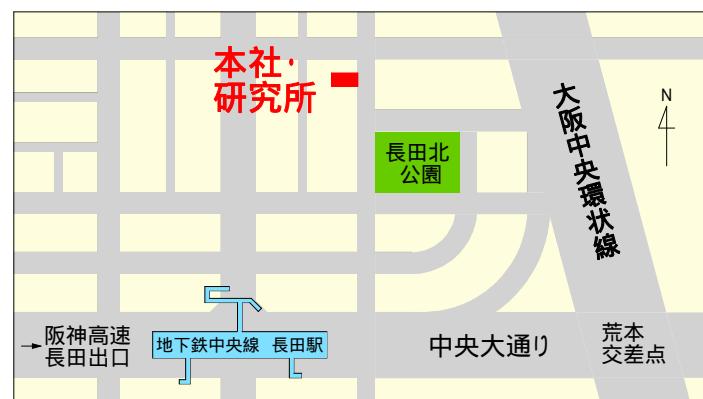 本社・
研究所
大阪中央環状線
N
長田北
公園
→阪神高速
長田出口
地下鉄中央線 長田駅
中央大通り
荒本
交差点